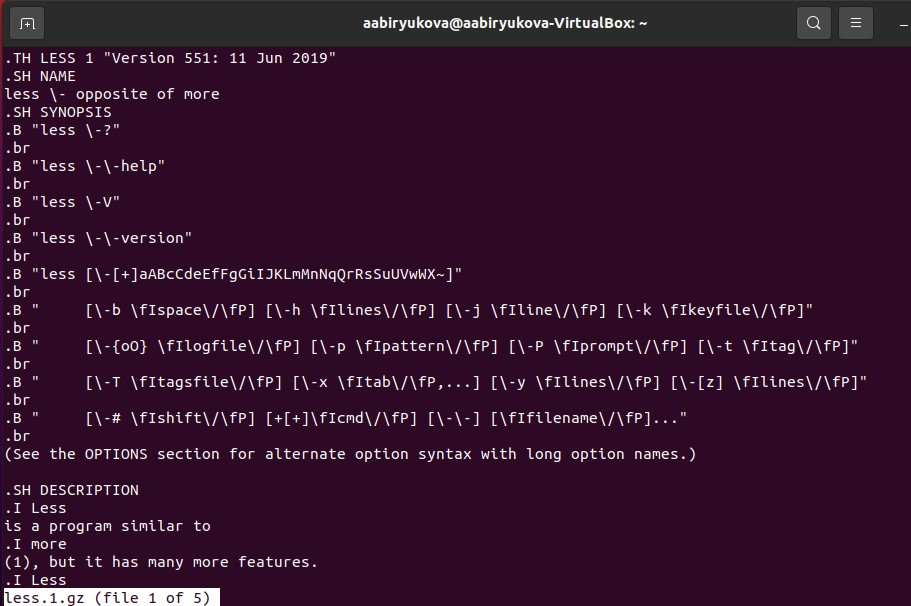 aabiryukova@aabiryukova-VirtualBox: ~
.TH LESS 1 "Version 551: 11 Jun 2019"
.SH NAME
less \- opposite of more
.SH SYNOPSIS
.B "less \-?"
.br
.B "less \-\-help"
.br
.B "less \-V"
.br
.B "less \-\-version"
.br
.B "less [\-[+]aABcCdeEfFgGiIJKLmMnNqQrRsSuUVwWX~]"
.br
.B "     [\-b \fIspace\/\fP] [\-h \fIlines\/\fP] [\-j \fIline\/\fP] [\-k \fIkeyfile\/\fP]"
.br
.B "     [\-{oO} \fIlogfile\/\fP] [\-p \fIpattern\/\fP] [\-P \fIprompt\/\fP] [\-t \fItag\/\fP]"
.br
.B "     [\-T \fItagsfile\/\fP] [\-x \fItab\/\fP,...] [\-y \fIlines\/\fP] [\-[z] \fIlines\/\fP]"
.br
.B "     [\-# \fIshift\/\fP] [+[+]\fIcmd\/\fP] [\-\-] [\fIfilename\/\fP]..."
.br
(See the OPTIONS section for alternate option syntax with long option names.)

.SH DESCRIPTION
.I Less
is a program similar to
.I more
(1), but it has many more features.
.I Less
less.1.gz (file 1 of 5)